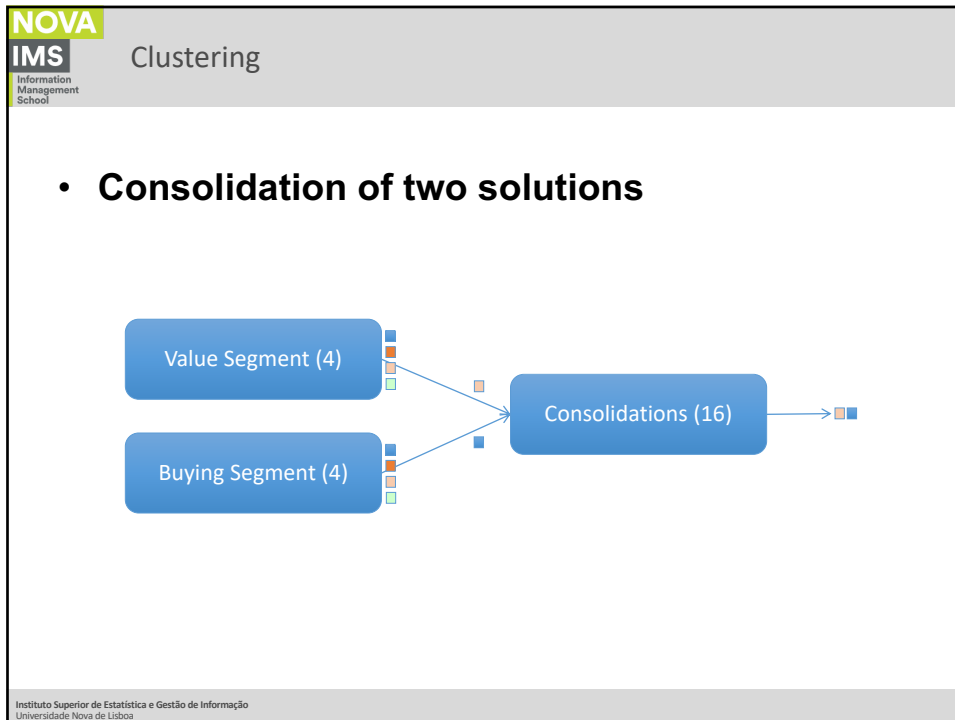 NOVA
IMS
Information
Management
School
Clustering
• Consolidation of two solutions
Value Segment (4)
Consolidations (16)
Buying Segment (4)
Instituto Superior de Estatística e Gestão de Informação
Universidade Nova de Lisboa